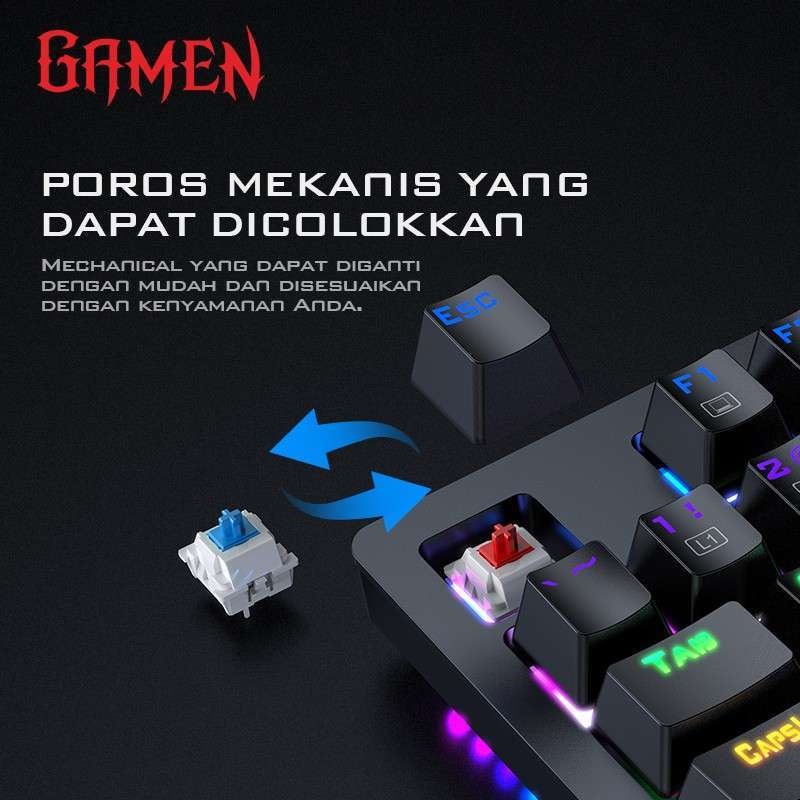 GAMEN
POROS MEKANIS YANG
DAPAT DICOLOKKAN
MECHANICAL YANG DAPAT DIGANTI
DENGAN MUDAH DAN DISESUAIKAN
DENGAN KENYAMANAN ANDA.
Esc
F1
1 !
L1
` ~
TAB